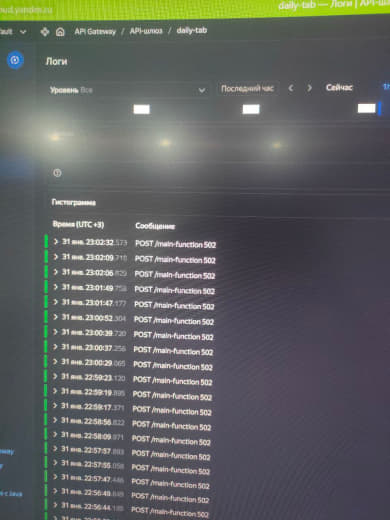 oud.yandex.ru
daily-tab — Логи | API-шл
ault
API Gateway / API-шлюз / daily-tab
Логи
Уровень Все
Последний час
Сейчас
Гистограмма
Время (UTC +3) Сообщение
31 янв. 23:02:32.573 POST /main-function 502
31 янв. 23:02:09.718 POST /main-function 502
31 янв. 23:02:06.829 POST /main-function 502
31 янв. 23:01:49.758 POST /main-function 502
31 янв. 23:01:47.177 POST /main-function 502
31 янв. 23:00:52.304 POST /main-function 502
31 янв. 23:00:39.720 POST /main-function 502
31 янв. 23:00:37.256 POST /main-function 502
31 янв. 23:00:29.065 POST /main-function 502
31 янв. 22:59:23.120 POST /main-function 502
31 янв. 22:59:19.895 POST /main-function 502
31 янв. 22:59:17.371 POST /main-function 502
31 янв. 22:58:56.822 POST /main-function 502
31 янв. 22:58:09.971 POST /main-function 502
31 янв. 22:57:57.893 POST /main-function 502
31 янв. 22:57:55.058 POST /main-function 502
31 янв. 22:57:47.446 POST /main-function 502
31 янв. 22:56:49.649 POST /main-function 502
31 янв. 22:56:44.188 POST /main-function 502
eway
у
е с Java